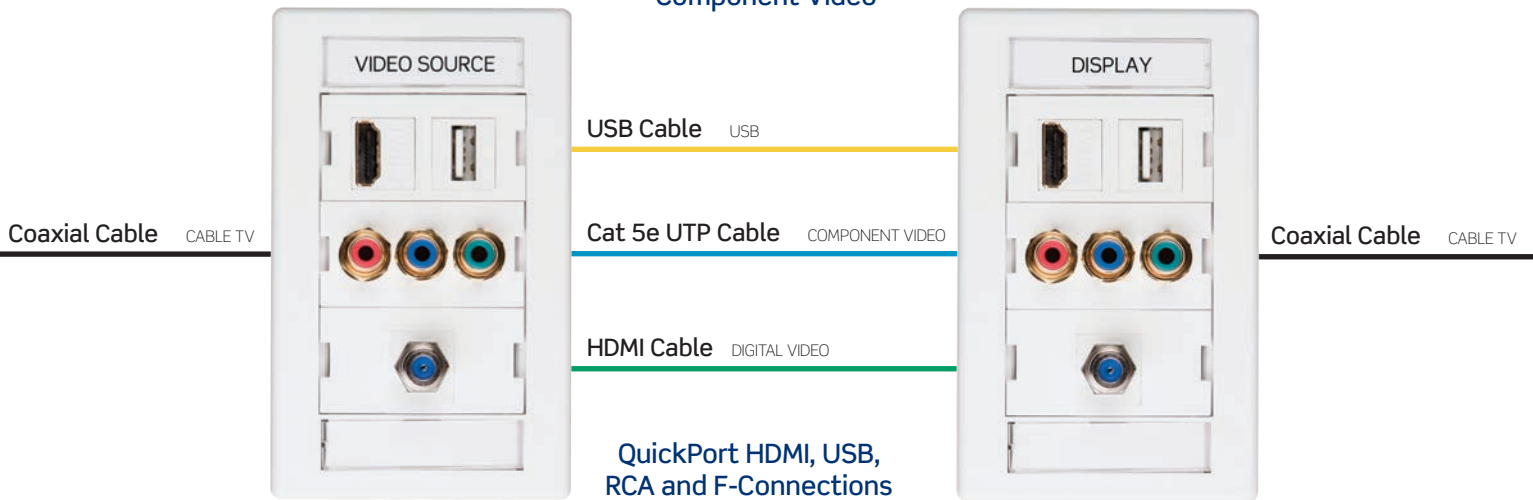 Component Video
VIDEO SOURCE
DISPLAY
USB Cable USB
Coaxial Cable CABLE TV
Cat 5e UTP Cable COMPONENT VIDEO
Coaxial Cable CABLE TV
HDMI Cable DIGITAL VIDEO
QuickPort HDMI, USB,
RCA and F-Connections